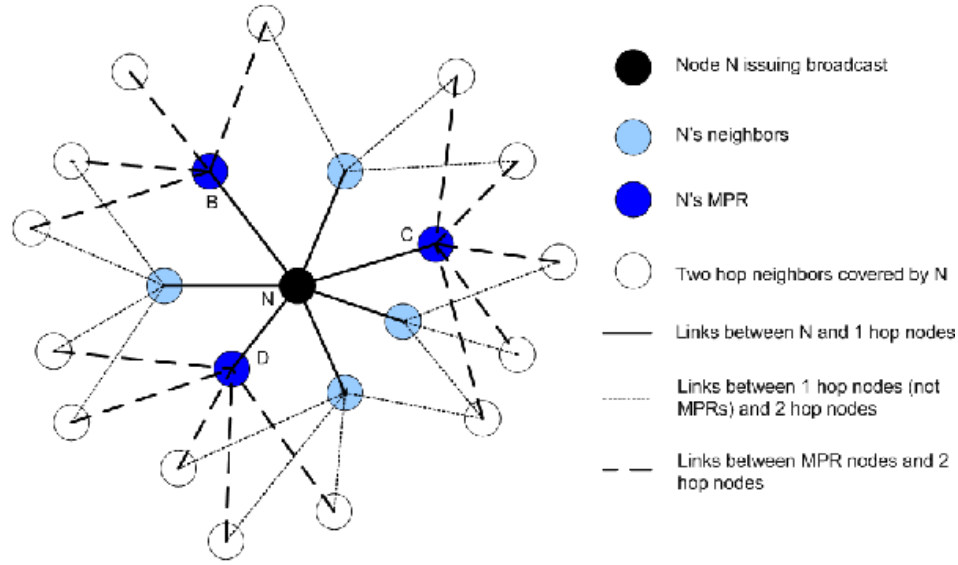 Node N issuing broadcast
N's neighbors
B
N's MPR
C
Two hop neighbors covered by N
N
Links between N and 1 hop nodes
D
Links between 1 hop nodes (not
MPRs) and 2 hop nodes
Links between MPR nodes and 2
hop nodes